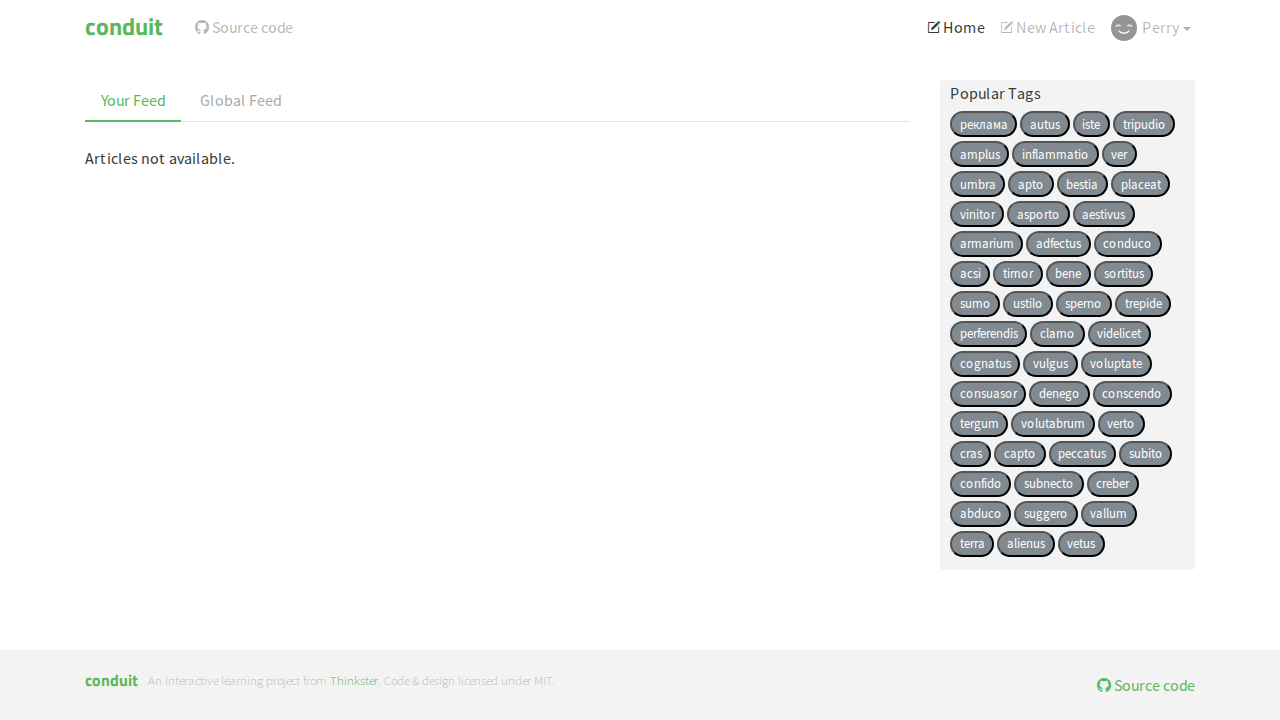 conduit Source code Home New Article Perry
Your Feed Global Feed
Articles not available.
Popular Tags
реклама autus iste tripudio
amplus inflammatio ver
umbra apto bestia placeat
vinitor asporto aestivus
armarium adfectus conduco
acsi timor bene sortitus
sumo ustilo sperno trepide
perferendis clamo videlicet
cognatus vulgus voluptate
consuasor denego conscendo
tergum volutabrum verto
cras capto peccatus subito
confido subnecto creber
abduco suggero vallum
terra alienus vetus
conduit An interactive learning project from Thinkster. Code & design licensed under MIT. Source code